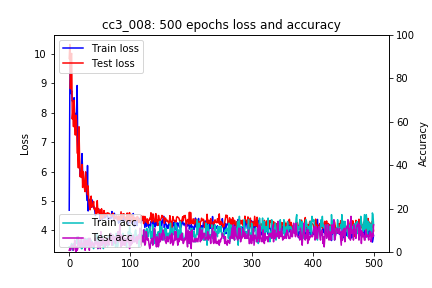 cc3_008: 500 epochs loss and accuracy
Train loss
Test loss
Train acc
Test acc
Loss
Accuracy
10
9
8
7
6
5
4
100
80
60
40
20
0
0
100
200
300
400
500